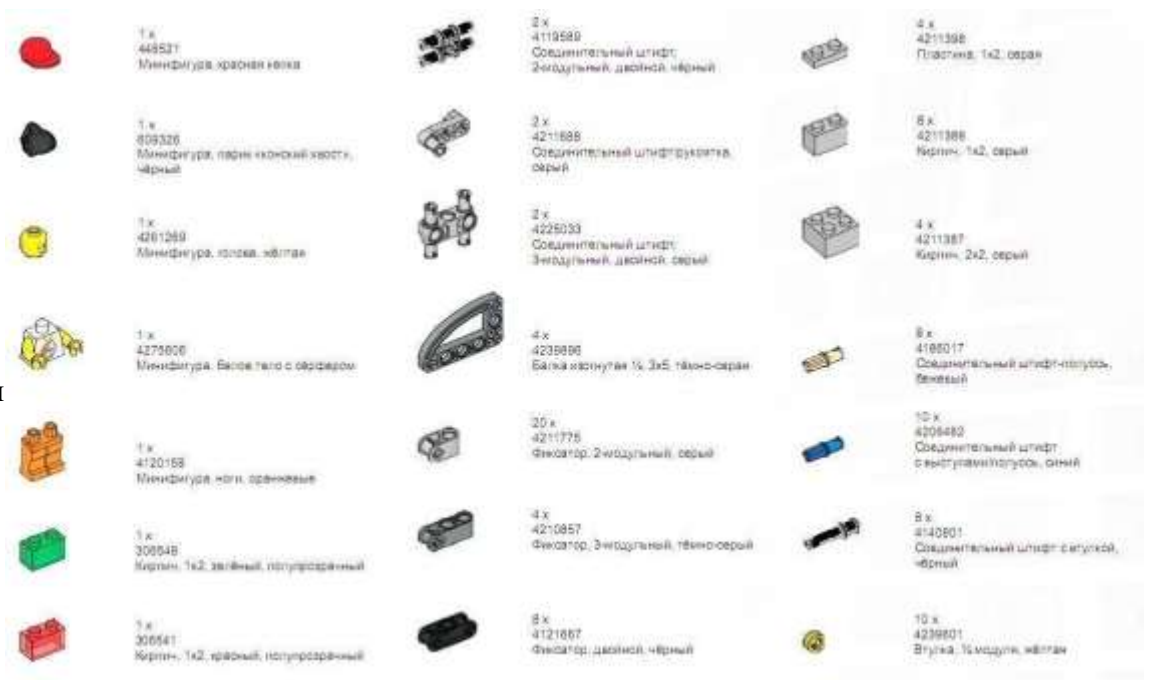 1 x
448521
Минифигура, красная кепка
1 x
609326
Минифигура, парик «конский хвост»,
чёрный
1 x
4261269
Минифигура, голова, жёлтая
1 x
4275606
Минифигура, белое тело с сёрфером
1 x
4120158
Минифигура, ноги, оранжевые
1 x
306548
Кирпич, 1x2, зелёный, полупрозрачный
1 x
306541
Кирпич, 1x2, красный, полупрозрачный
2 x
4119589
Соединительный штифт,
2-модульный, двойной, чёрный
2 x
4211688
Соединительный штифт/рукоятка,
серый
2 x
4225033
Соединительный штифт,
3-модульный, двойной, серый
4 x
4239896
Балка изогнутая ¼, 3x5, тёмно-серая
20 x
4211775
Фиксатор, 2-модульный, серый
4 x
4210857
Фиксатор, 3-модульный, тёмно-серый
8 x
4121667
Фиксатор, двойной, чёрный
4 x
4211398
Пластина, 1x2, серая
6 x
4211388
Кирпич, 1x2, серый
4 x
4211387
Кирпич, 2x2, серый
8 x
4186017
Соединительный штифт-полуось,
бежевый
10 x
4206482
Соединительный штифт
с выступами/полуось, синий
8 x
4140801
Соединительный штифт с втулкой,
чёрный
10 x
4239601
Втулка, ½ модуля, жёлтая